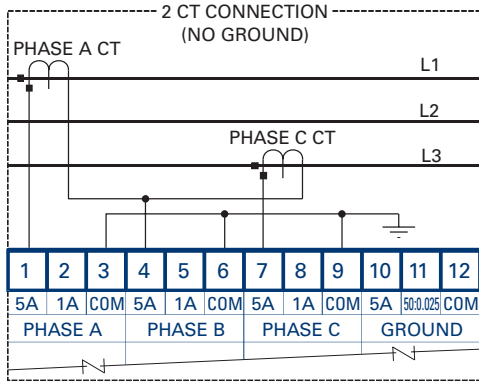 2 CT CONNECTION
(NO GROUND)
PHASE A CT
L1
L2
PHASE C CT
L3
1 2 3 4 5 6 7 8 9 10 11 12
5A 1A COM 5A 1A COM 5A 1A COM 5A 50:0.025 COM
PHASE A PHASE B PHASE C GROUND